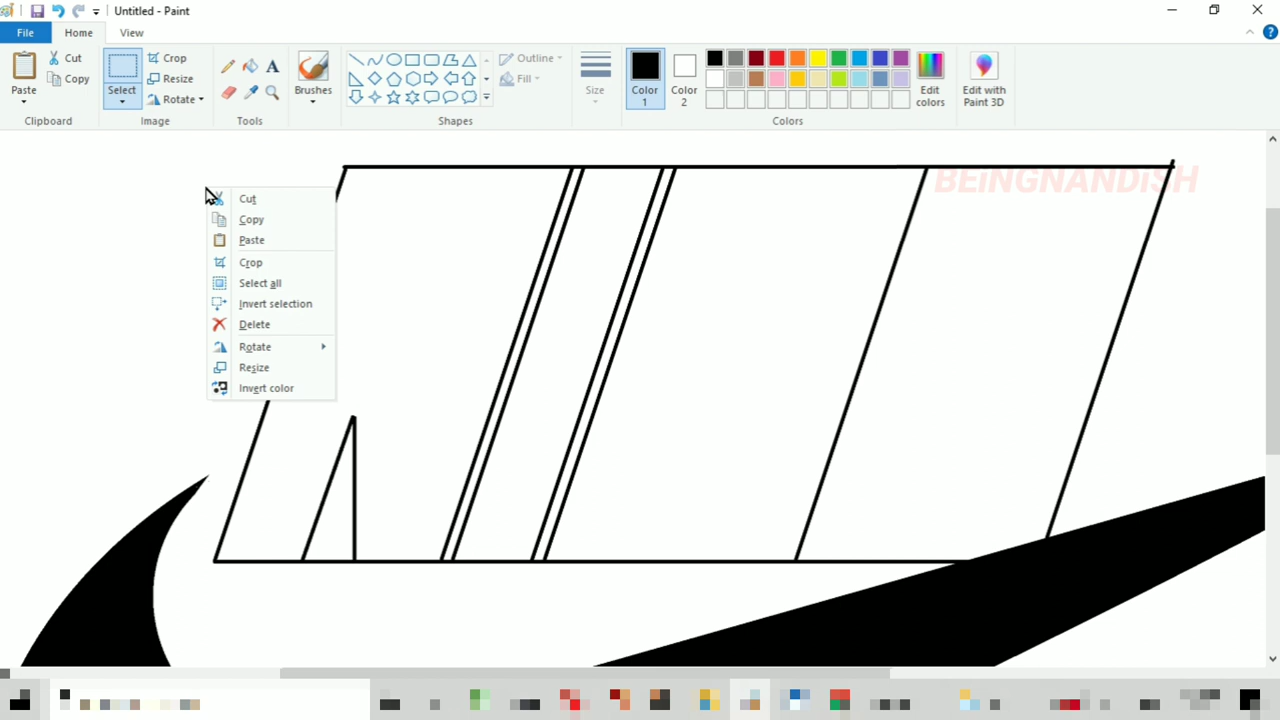 Untitled - Paint
File
Home
View
Paste
Cut
Copy
Clipboard
Select
Crop
Resize
Rotate
Image
Tools
Brushes
Outline
Fill
Shapes
Size
Color 1
Color 2
Edit colors
Colors
Edit with Paint 3D
BEiNGNANDiSH
Cut
Copy
Paste
Crop
Select all
Invert selection
Delete
Rotate
Resize
Invert color